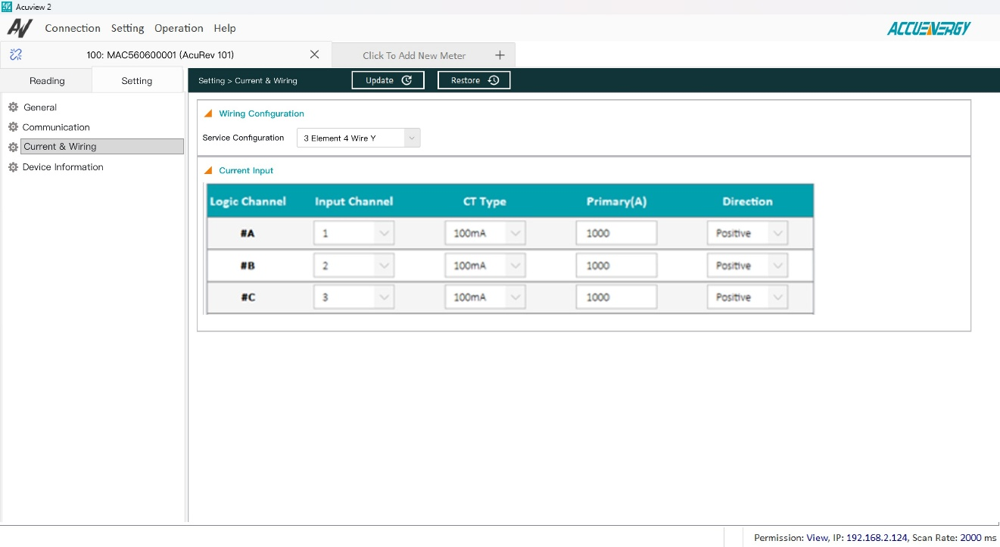 Acuview 2
AV Connection Setting Operation Help ACCUENERGY
100: MAC560600001 (AcuRev 101) Click To Add New Meter
Reading Setting Setting > Current & Wiring Update Restore
General
Communication
Current & Wiring
Device Information
Wiring Configuration
Service Configuration 3 Element 4 Wire Y
Current Input
Logic Channel Input Channel CT Type Primary(A) Direction
#A 1 100mA 1000 Positive
#B 2 100mA 1000 Positive
#C 3 100mA 1000 Positive
Permission: View, IP: 192.168.2.124, Scan Rate: 2000 ms